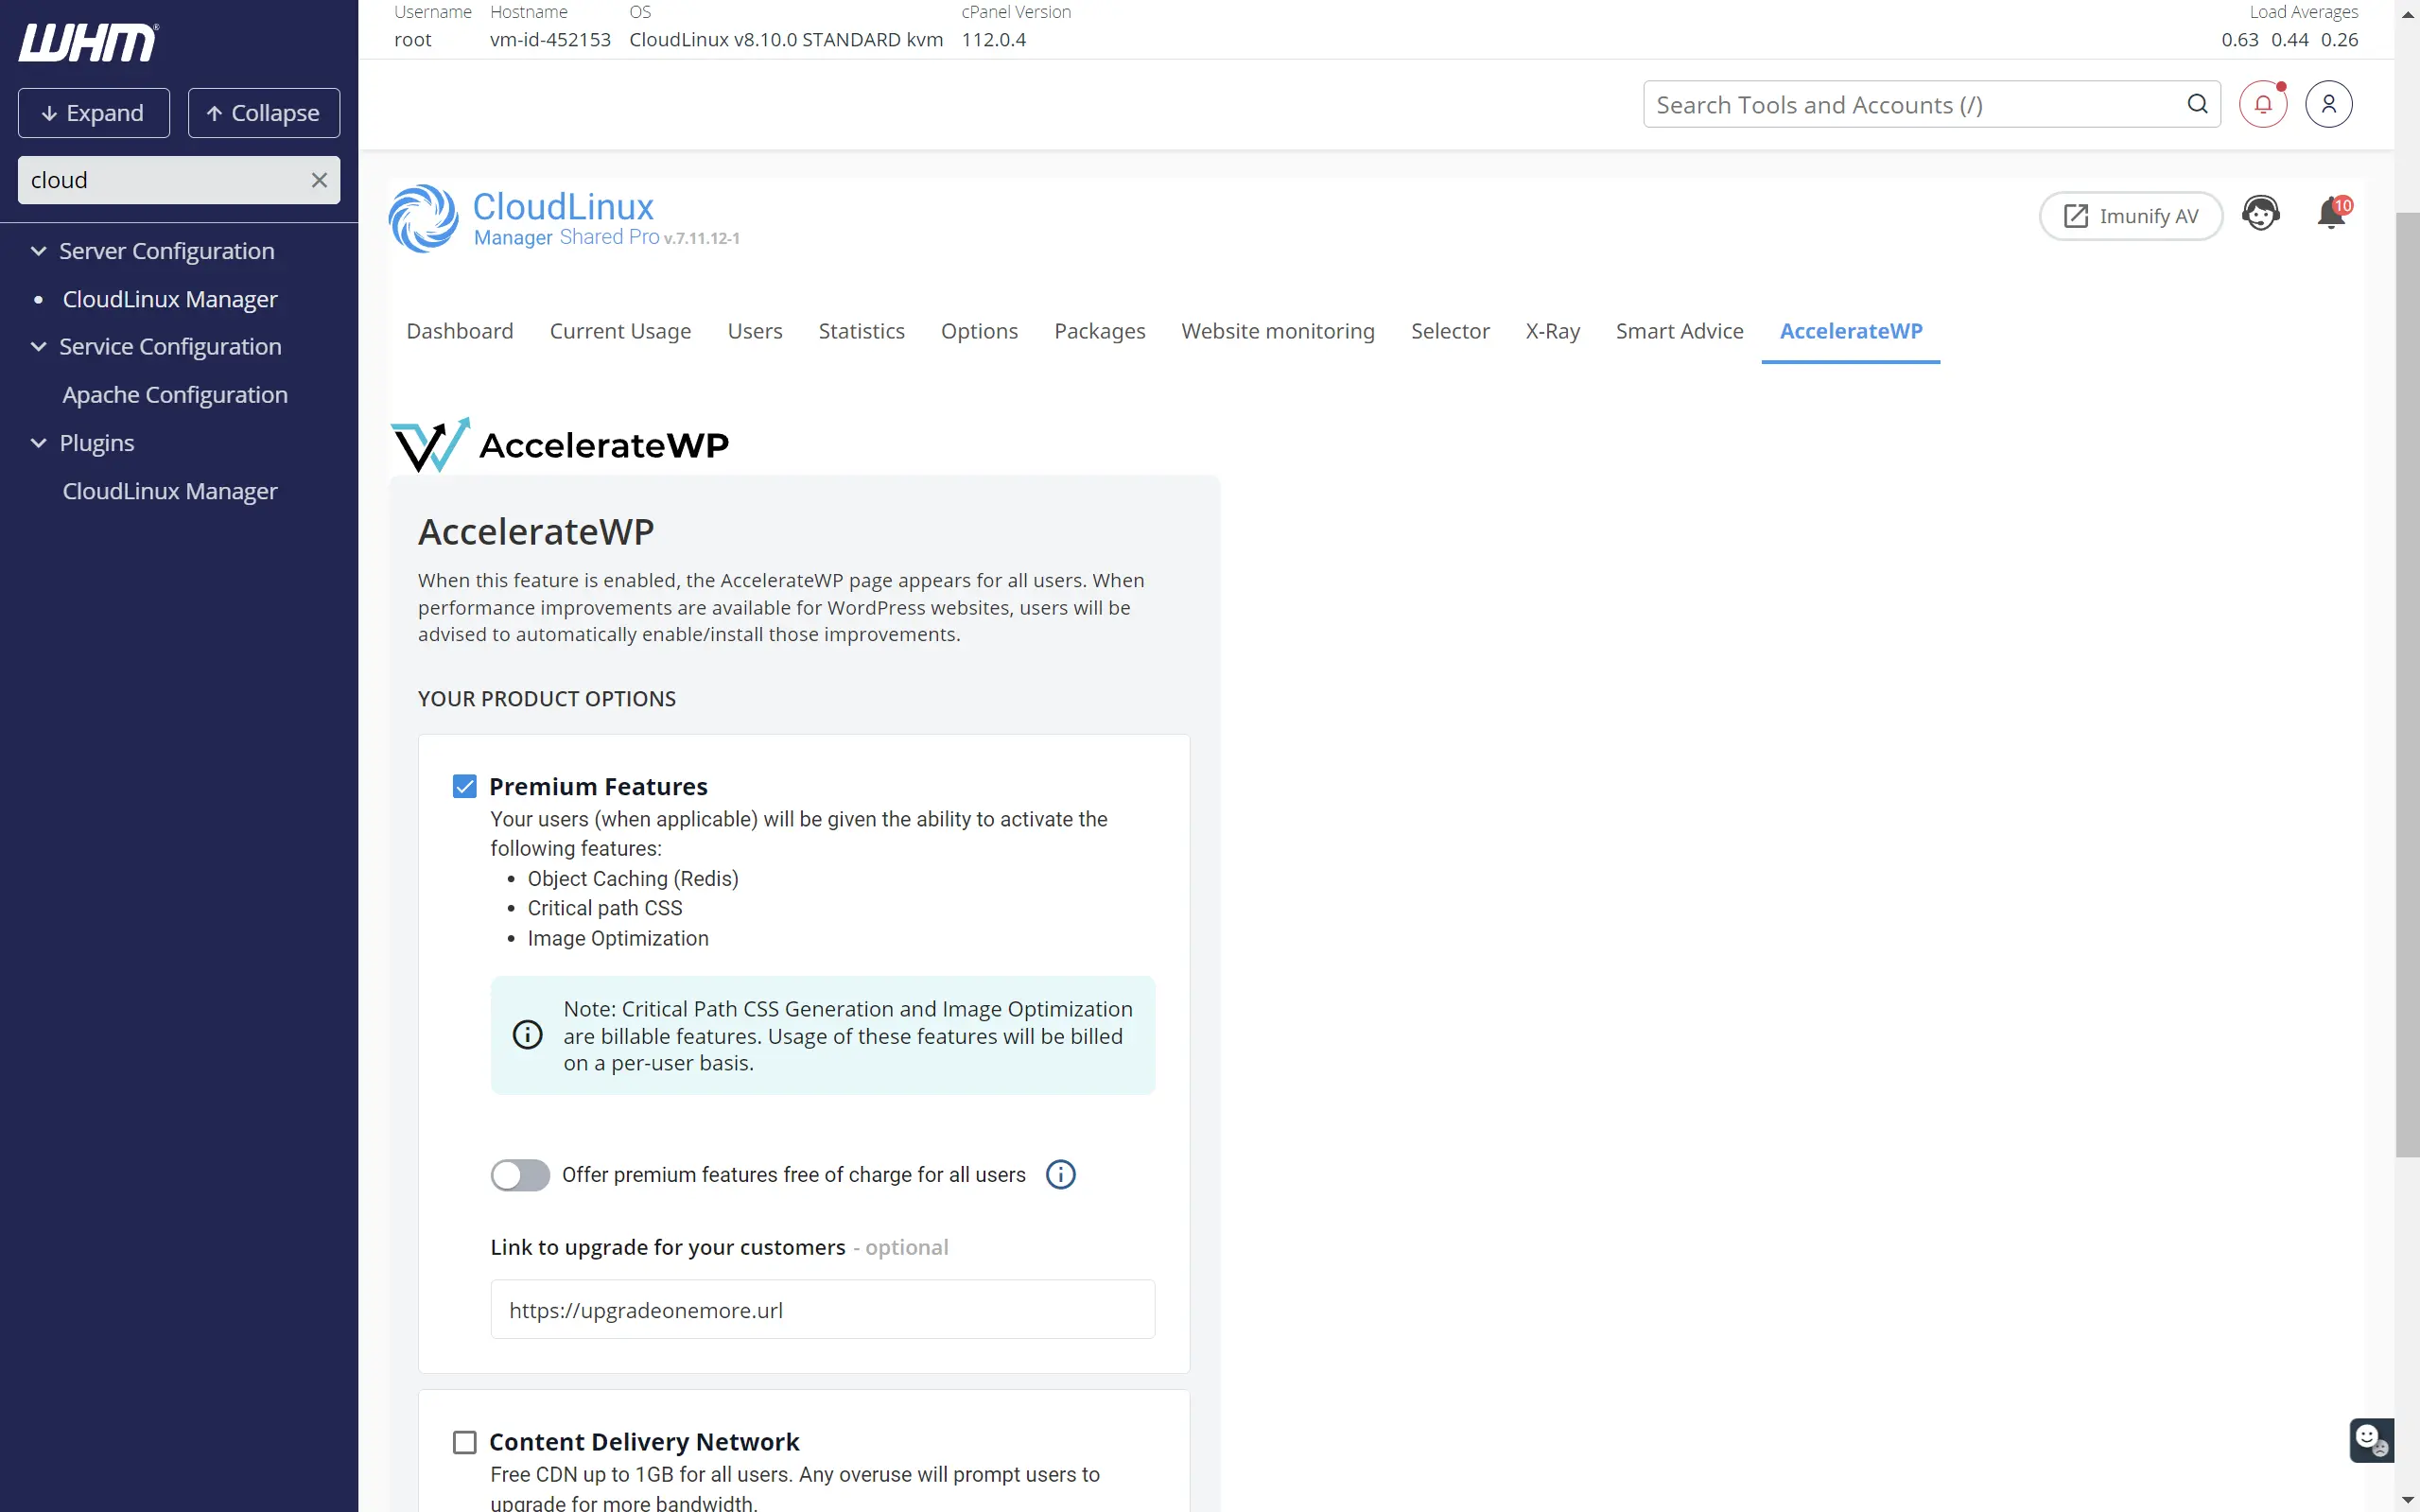 WHM®
Expand
Collapse
cloud
Server Configuration
CloudLinux Manager
Service Configuration
Apache Configuration
Plugins
CloudLinux Manager
Username Hostname OS cPanel Version Load Averages
root vm-id-452153 CloudLinux v8.10.0 STANDARD kvm 112.0.4 0.63 0.44 0.26
Search Tools and Accounts (/)
CloudLinux
Manager Shared Pro v.7.11.12-1
Imunify AV
10
Dashboard Current Usage Users Statistics Options Packages Website monitoring Selector X-Ray Smart Advice AccelerateWP
AccelerateWP
AccelerateWP
When this feature is enabled, the AccelerateWP page appears for all users. When
performance improvements are available for WordPress websites, users will be
advised to automatically enable/install those improvements.
YOUR PRODUCT OPTIONS
Premium Features
Your users (when applicable) will be given the ability to activate the
following features:
• Object Caching (Redis)
• Critical path CSS
• Image Optimization
Note: Critical Path CSS Generation and Image Optimization
are billable features. Usage of these features will be billed
on a per-user basis.
Offer premium features free of charge for all users
Link to upgrade for your customers - optional
https://upgradeonemore.url
Content Delivery Network
Free CDN up to 1GB for all users. Any overuse will prompt users to
upgrade for more bandwidth.